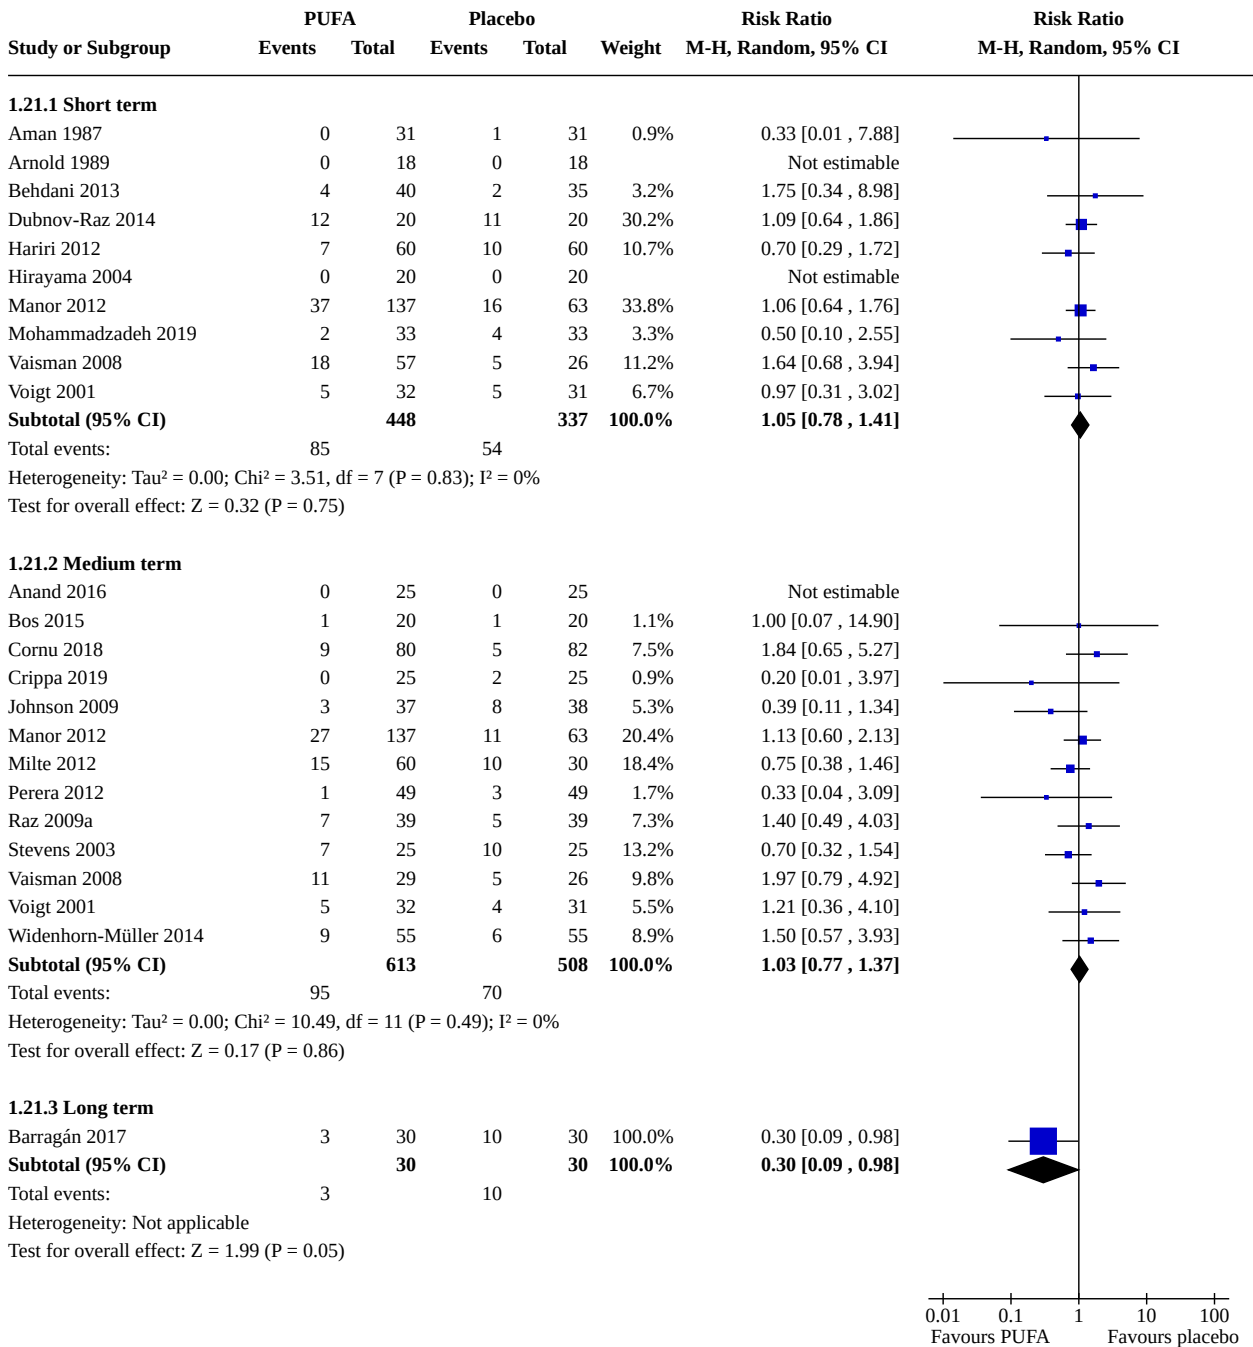 PUFA Placebo Risk Ratio Risk Ratio
Study or Subgroup Events Total Events Total Weight M-H, Random, 95% CI M-H, Random, 95% CI
1.21.1 Short term
Aman 1987 0 31 1 31 0.9% 0.33 [0.01 , 7.88]
Arnold 1989 0 18 0 18 Not estimable
Behdani 2013 4 40 2 35 3.2% 1.75 [0.34 , 8.98]
Dubnov-Raz 2014 12 20 11 20 30.2% 1.09 [0.64 , 1.86]
Hariri 2012 7 60 10 60 10.7% 0.70 [0.29 , 1.72]
Hirayama 2004 0 20 0 20 Not estimable
Manor 2012 37 137 16 63 33.8% 1.06 [0.64 , 1.76]
Mohammadzadeh 2019 2 33 4 33 3.3% 0.50 [0.10 , 2.55]
Vaisman 2008 18 57 5 26 11.2% 1.64 [0.68 , 3.94]
Voigt 2001 5 32 5 31 6.7% 0.97 [0.31 , 3.02]
Subtotal (95% CI) 448 337 100.0% 1.05 [0.78 , 1.41]
Total events: 85 54
Heterogeneity: Tau² = 0.00; Chi² = 3.51, df = 7 (P = 0.83); I² = 0%
Test for overall effect: Z = 0.32 (P = 0.75)
1.21.2 Medium term
Anand 2016 0 25 0 25 Not estimable
Bos 2015 1 20 1 20 1.1% 1.00 [0.07 , 14.90]
Cornu 2018 9 80 5 82 7.5% 1.84 [0.65 , 5.27]
Crippa 2019 0 25 2 25 0.9% 0.20 [0.01 , 3.97]
Johnson 2009 3 37 8 38 5.3% 0.39 [0.11 , 1.34]
Manor 2012 27 137 11 63 20.4% 1.13 [0.60 , 2.13]
Milte 2012 15 60 10 30 18.4% 0.75 [0.38 , 1.46]
Perera 2012 1 49 3 49 1.7% 0.33 [0.04 , 3.09]
Raz 2009a 7 39 5 39 7.3% 1.40 [0.49 , 4.03]
Stevens 2003 7 25 10 25 13.2% 0.70 [0.32 , 1.54]
Vaisman 2008 11 29 5 26 9.8% 1.97 [0.79 , 4.92]
Voigt 2001 5 32 4 31 5.5% 1.21 [0.36 , 4.10]
Widenhorn-Müller 2014 9 55 6 55 8.9% 1.50 [0.57 , 3.93]
Subtotal (95% CI) 613 508 100.0% 1.03 [0.77 , 1.37]
Total events: 95 70
Heterogeneity: Tau² = 0.00; Chi² = 10.49, df = 11 (P = 0.49); I² = 0%
Test for overall effect: Z = 0.17 (P = 0.86)
1.21.3 Long term
Barragán 2017 3 30 10 30 100.0% 0.30 [0.09 , 0.98]
Subtotal (95% CI) 30 30 100.0% 0.30 [0.09 , 0.98]
Total events: 3 10
Heterogeneity: Not applicable
Test for overall effect: Z = 1.99 (P = 0.05)
0.01 0.1 1 10 100
Favours PUFA Favours placebo